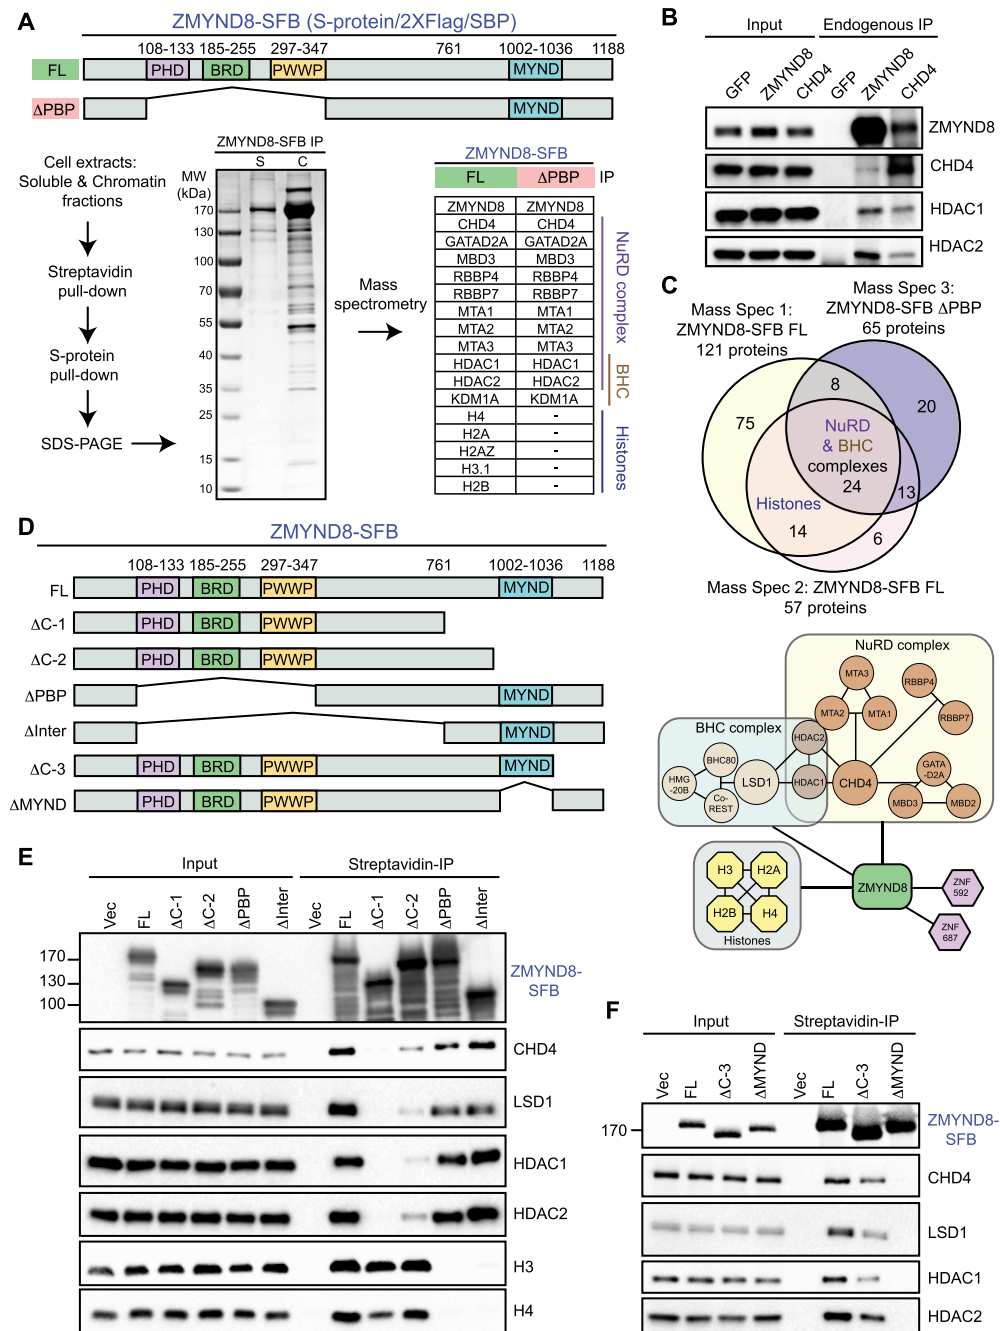 A
ZMYND8-SFB (S-protein/2XFlag/SBP)
108-133 185-255 297-347 761 1002-1036 1188
FL PHD BRD PWWP MYND
ΔPBP MYND
Cell extracts:
Soluble & Chromatin
fractions
Streptavidin
pull-down
S-protein
pull-down
SDS-PAGE
ZMYND8-SFB IP
S C
MW
(kDa)
170
130
100
70
55
40
35
25
15
10
Mass
spectrometry
ZMYND8-SFB
FL ΔPBP IP
ZMYND8 ZMYND8
CHD4 CHD4
GATAD2A GATAD2A
MBD3 MBD3
RBBP4 RBBP4
RBBP7 RBBP7
MTA1 MTA1
MTA2 MTA2
MTA3 MTA3
HDAC1 HDAC1
HDAC2 HDAC2
KDM1A KDM1A
H4 -
H2A -
H2AZ -
H3.1 -
H2B -
NuRD complex
BHC
Histones
B
Input Endogenous IP
GFP ZMYND8 CHD4 GFP ZMYND8 CHD4
ZMYND8
CHD4
HDAC1
HDAC2
C
Mass Spec 3:
ZMYND8-SFB ΔPBP
65 proteins
Mass Spec 1:
ZMYND8-SFB FL
121 proteins
8
75
20
NuRD
& BHC
complexes
24
13
Histones
14
6
Mass Spec 2: ZMYND8-SFB FL
57 proteins
NuRD complex
MTA3
RBBP4
MTA2
MTA1
RBBP7
BHC complex
HDAC2
BHC80
HMG
-20B
LSD1
HDAC1
CHD4
GATA
-D2A
Co-
REST
MBD3
MBD2
H3 H2A
H2B H4
Histones
ZMYND8
ZNF
592
ZNF
687
D
ZMYND8-SFB
108-133 185-255 297-347 761 1002-1036 1188
FL PHD BRD PWWP MYND
ΔC-1 PHD BRD PWWP
ΔC-2 PHD BRD PWWP
ΔPBP MYND
ΔInter MYND
ΔC-3 PHD BRD PWWP MYND
ΔMYND PHD BRD PWWP
E
Input Streptavidin-IP
Vec FL ΔC-1 ΔC-2 ΔPBP ΔInter Vec FL ΔC-1 ΔC-2 ΔPBP ΔInter
170
130
100
ZMYND8-
SFB
CHD4
LSD1
HDAC1
HDAC2
H3
H4
F
Input Streptavidin-IP
Vec FL ΔC-3 ΔMYND Vec FL ΔC-3 ΔMYND
170
ZMYND8-
SFB
CHD4
LSD1
HDAC1
HDAC2